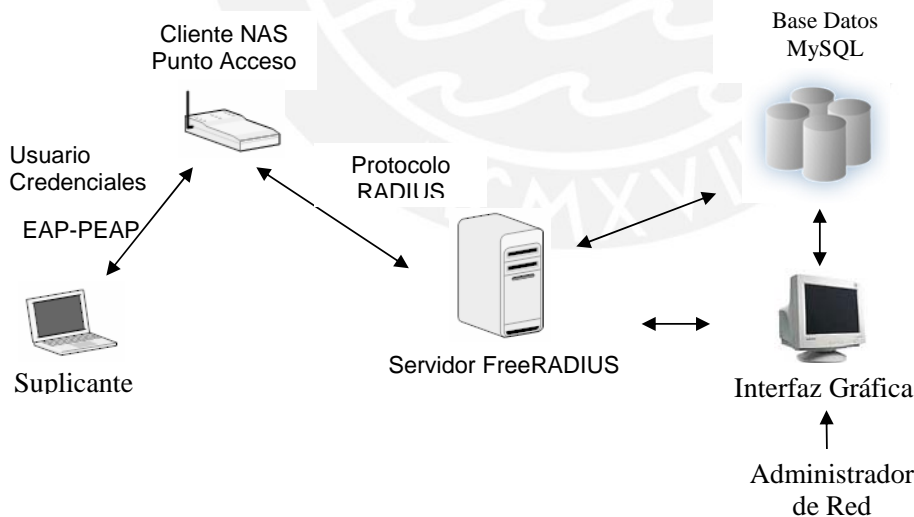 Cliente NAS
Punto Acceso
Base Datos
MySQL
Usuario
Credenciales
Protocolo
RADIUS
EAP-PEAP
Servidor FreeRADIUS
Suplicante
Interfaz Gráfica
Administrador
de Red